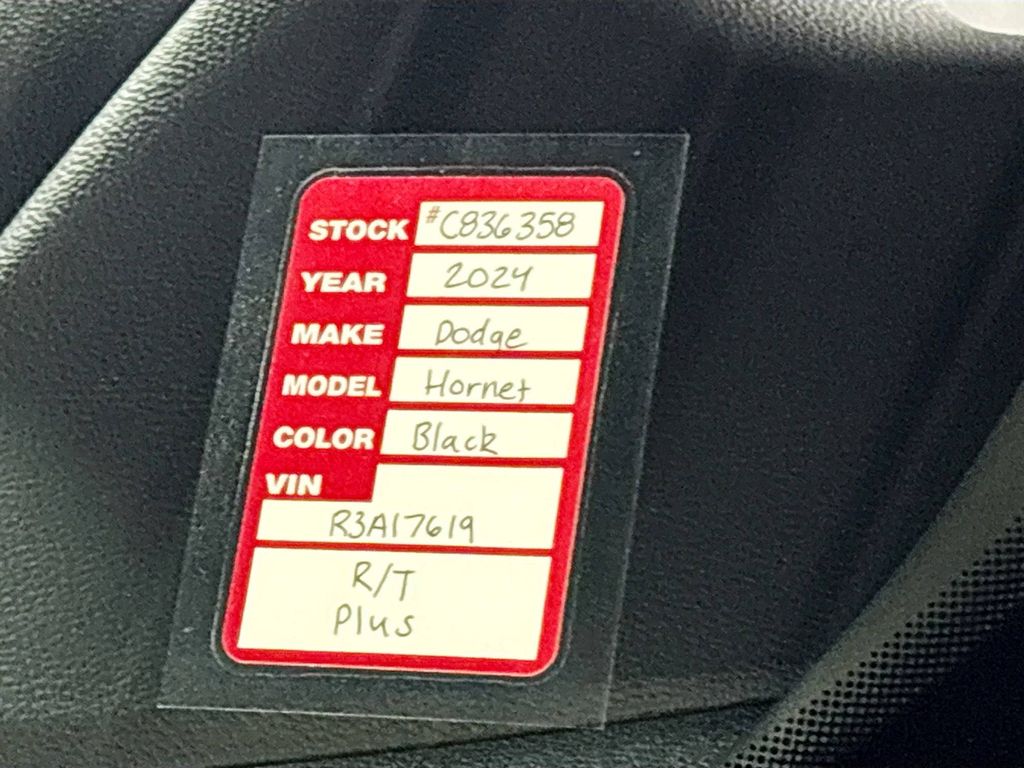 STOCK #C836358
YEAR 2024
MAKE Dodge
MODEL Hornet
COLOR Black
VIN
R3A17619
R/T
Plus